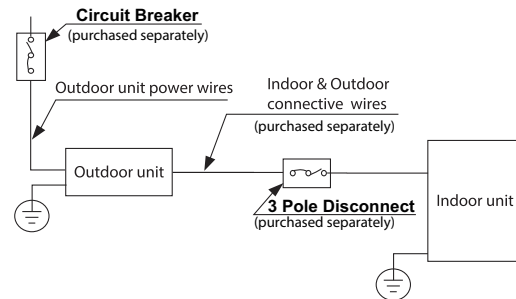 Circuit Breaker
(purchased separately)
Outdoor unit power wires
Indoor & Outdoor
connective wires
(purchased separately)
Outdoor unit
3 Pole Disconnect
(purchased separately)
Indoor unit